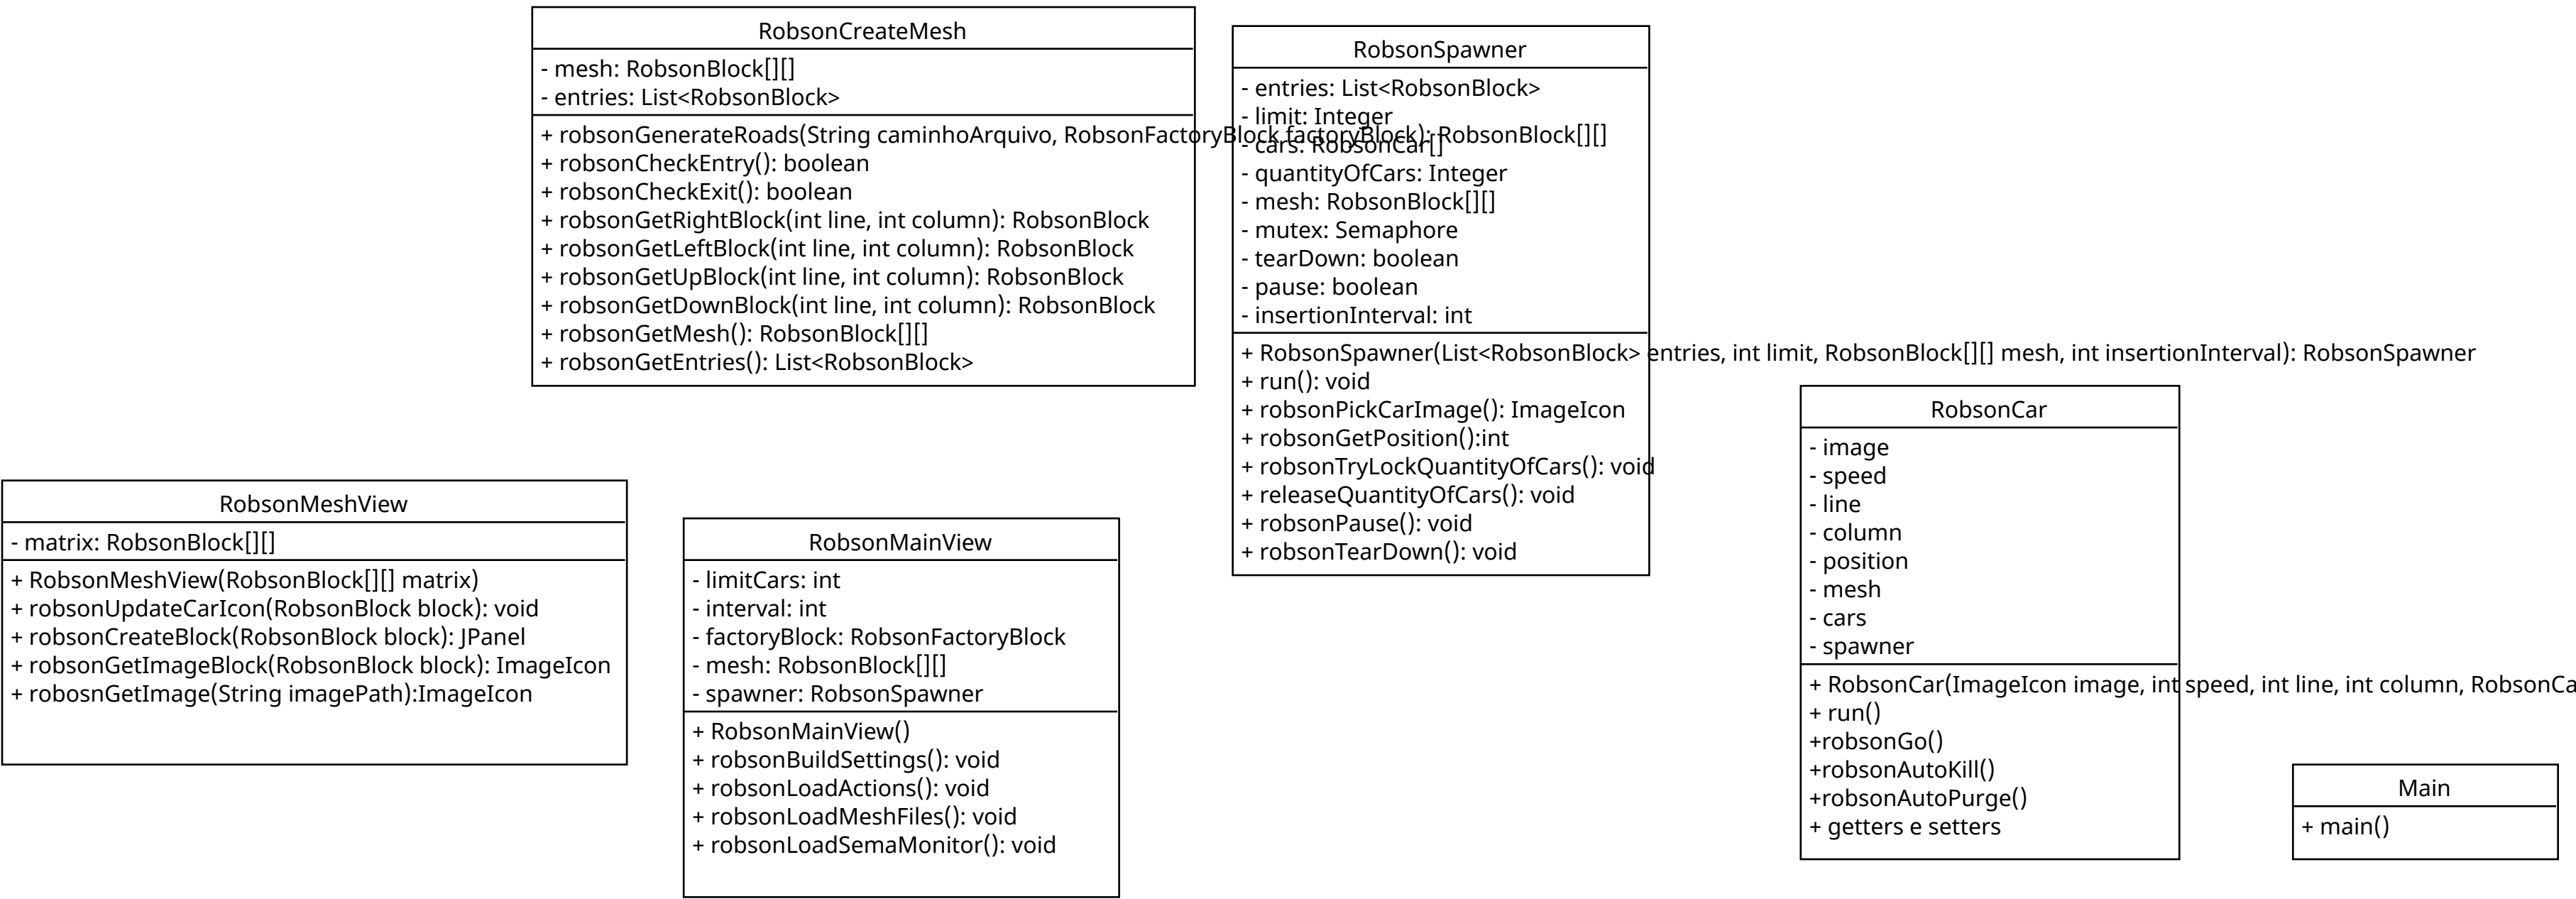 RobsonCreateMesh
- mesh: RobsonBlock[][]
- entries: List<RobsonBlock>
+ robsonGenerateRoads(String caminhoArquivo, RobsonFactoryBlock factoryBlock): RobsonBlock[][]
+ robsonCheckEntry(): boolean
+ robsonCheckExit(): boolean
+ robsonGetRightBlock(int line, int column): RobsonBlock
+ robsonGetLeftBlock(int line, int column): RobsonBlock
+ robsonGetUpBlock(int line, int column): RobsonBlock
+ robsonGetDownBlock(int line, int column): RobsonBlock
+ robsonGetMesh(): RobsonBlock[][]
+ robsonGetEntries(): List<RobsonBlock>
RobsonSpawner
- entries: List<RobsonBlock>
- limit: Integer
- cars: RobsonCar[]
- quantityOfCars: Integer
- mesh: RobsonBlock[][]
- mutex: Semaphore
- tearDown: boolean
- pause: boolean
- insertionInterval: int
+ RobsonSpawner(List<RobsonBlock> entries, int limit, RobsonBlock[][] mesh, int insertionInterval): RobsonSpawner
+ run(): void
+ robsonPickCarImage(): ImageIcon
+ robsonGetPosition():int
+ robsonTryLockQuantityOfCars(): void
+ releaseQuantityOfCars(): void
+ robsonPause(): void
+ robsonTearDown(): void
RobsonCar
- image
- speed
- line
- column
- position
- mesh
- cars
- spawner
+ RobsonCar(ImageIcon image, int speed, int line, int column, RobsonCa
+ run()
+robsonGo()
+robsonAutoKill()
+robsonAutoPurge()
+ getters e setters
RobsonMeshView
- matrix: RobsonBlock[][]
+ RobsonMeshView(RobsonBlock[][] matrix)
+ robsonUpdateCarIcon(RobsonBlock block): void
+ robsonCreateBlock(RobsonBlock block): JPanel
+ robsonGetImageBlock(RobsonBlock block): ImageIcon
+ robosnGetImage(String imagePath):ImageIcon
RobsonMainView
- limitCars: int
- interval: int
- factoryBlock: RobsonFactoryBlock
- mesh: RobsonBlock[][]
- spawner: RobsonSpawner
+ RobsonMainView()
+ robsonBuildSettings(): void
+ robsonLoadActions(): void
+ robsonLoadMeshFiles(): void
+ robsonLoadSemaMonitor(): void
Main
+ main()